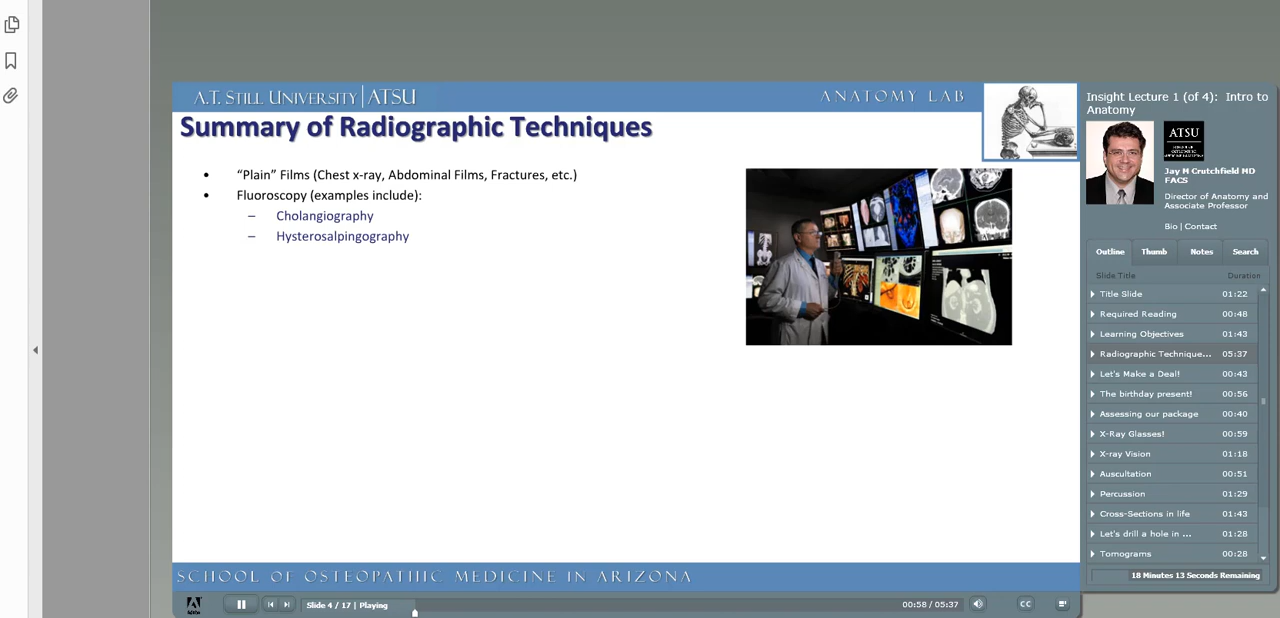 A.T. STILL UNIVERSITY | ATSU
ANATOMY LAB
Summary of Radiographic Techniques
• "Plain" Films (Chest x-ray, Abdominal Films, Fractures, etc.)
• Fluoroscopy (examples include):
– Cholangiography
– Hysterosalpingography
SCHOOL OF OSTEOPATHIC MEDICINE IN ARIZONA
Slide 4 / 17 | Playing
00:58 / 05:37
CC
Insight Lecture 1 (of 4): Intro to
Anatomy
ATSU
Jay M Crutchfield MD
FACS
Director of Anatomy and
Associate Professor
Bio | Contact
Outline Thumb Notes Search
Slide Title Duration
Title Slide 01:22
Required Reading 00:48
Learning Objectives 01:43
Radiographic Technique... 05:37
Let's Make a Deal! 00:43
The birthday present! 00:56
Assessing our package 00:40
X-Ray Glasses! 00:59
X-ray Vision 01:18
Auscultation 00:51
Percussion 01:29
Cross-Sections in life 01:43
Let's drill a hole in ... 01:28
Tomograms 00:28
18 Minutes 13 Seconds Remaining